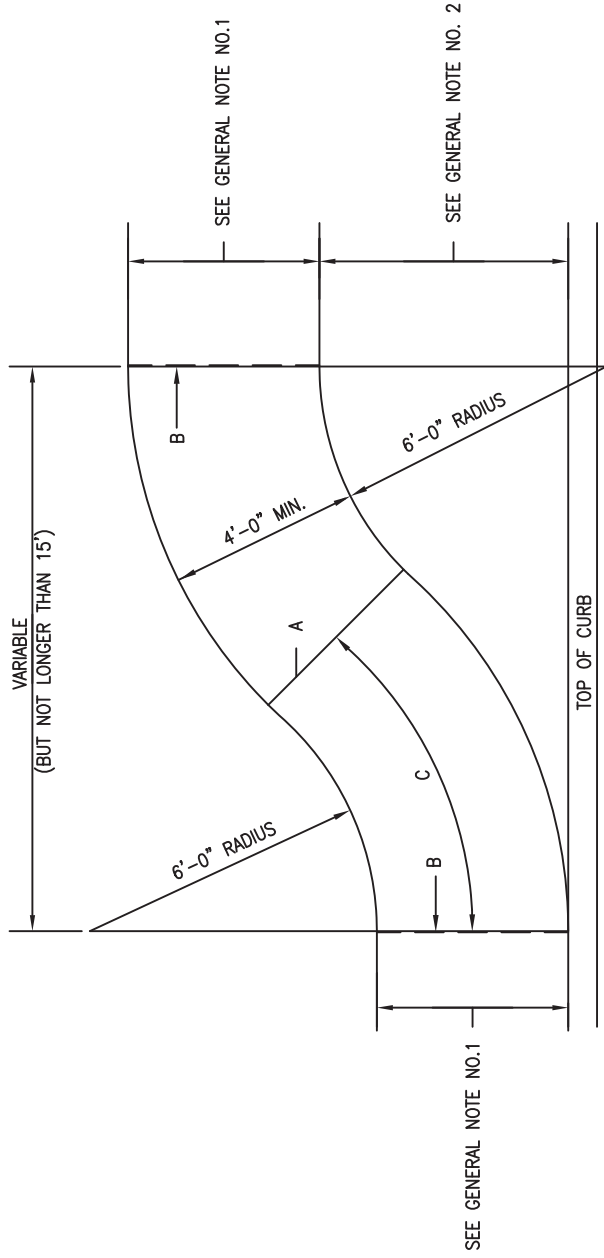 VARIABLE
(BUT NOT LONGER THAN 15')
SEE GENERAL NOTE NO.1
SEE GENERAL NOTE NO. 2
B
4'-0" MIN.
6'-0" RADIUS
A
6'-0" RADIUS
C
B
TOP OF CURB
SEE GENERAL NOTE NO.1